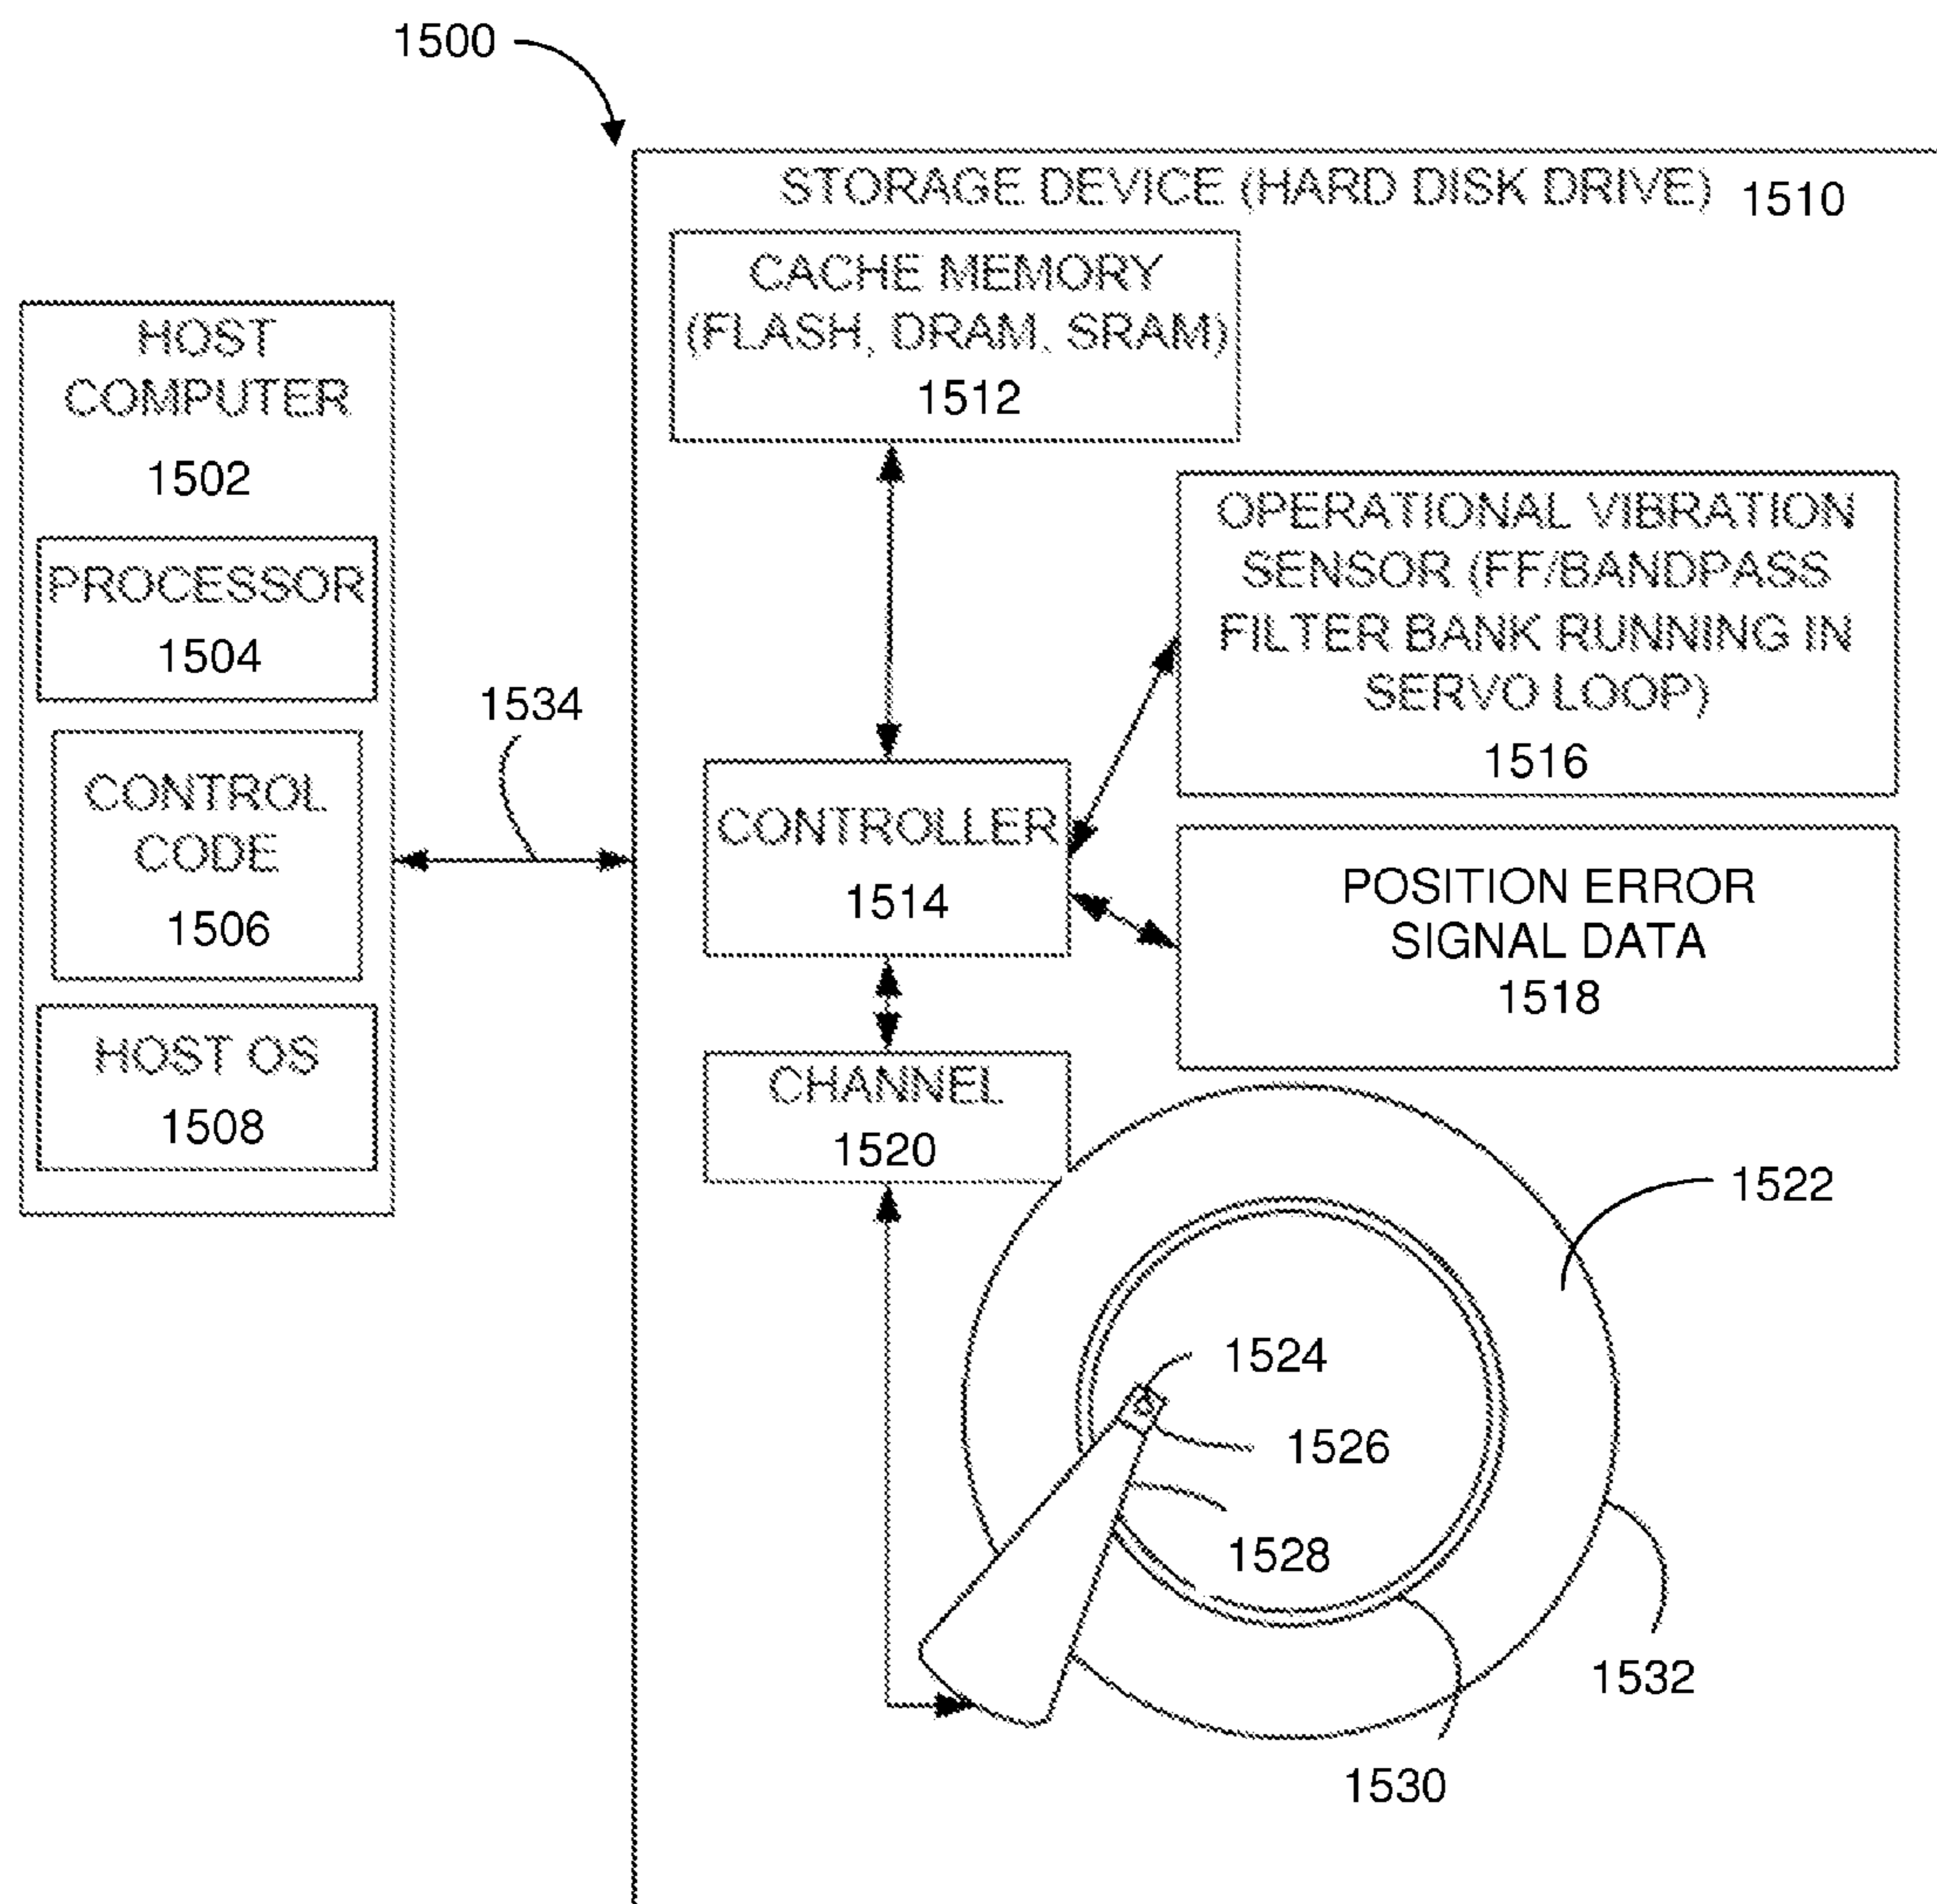 1500
STORAGE DEVICE (HARD DISK DRIVE) 1510
CACHE MEMORY
(FLASH, DRAM, SRAM)
1512
HOST
COMPUTER
1502
PROCESSOR
1504
CONTROL
CODE
1506
HOST OS
1508
1534
OPERATIONAL VIBRATION
SENSOR (FF/BANDPASS
FILTER BANK RUNNING IN
SERVO LOOP)
1516
CONTROLLER
1514
POSITION ERROR
SIGNAL DATA
1518
CHANNEL
1520
1522
1524
1526
1528
1532
1530